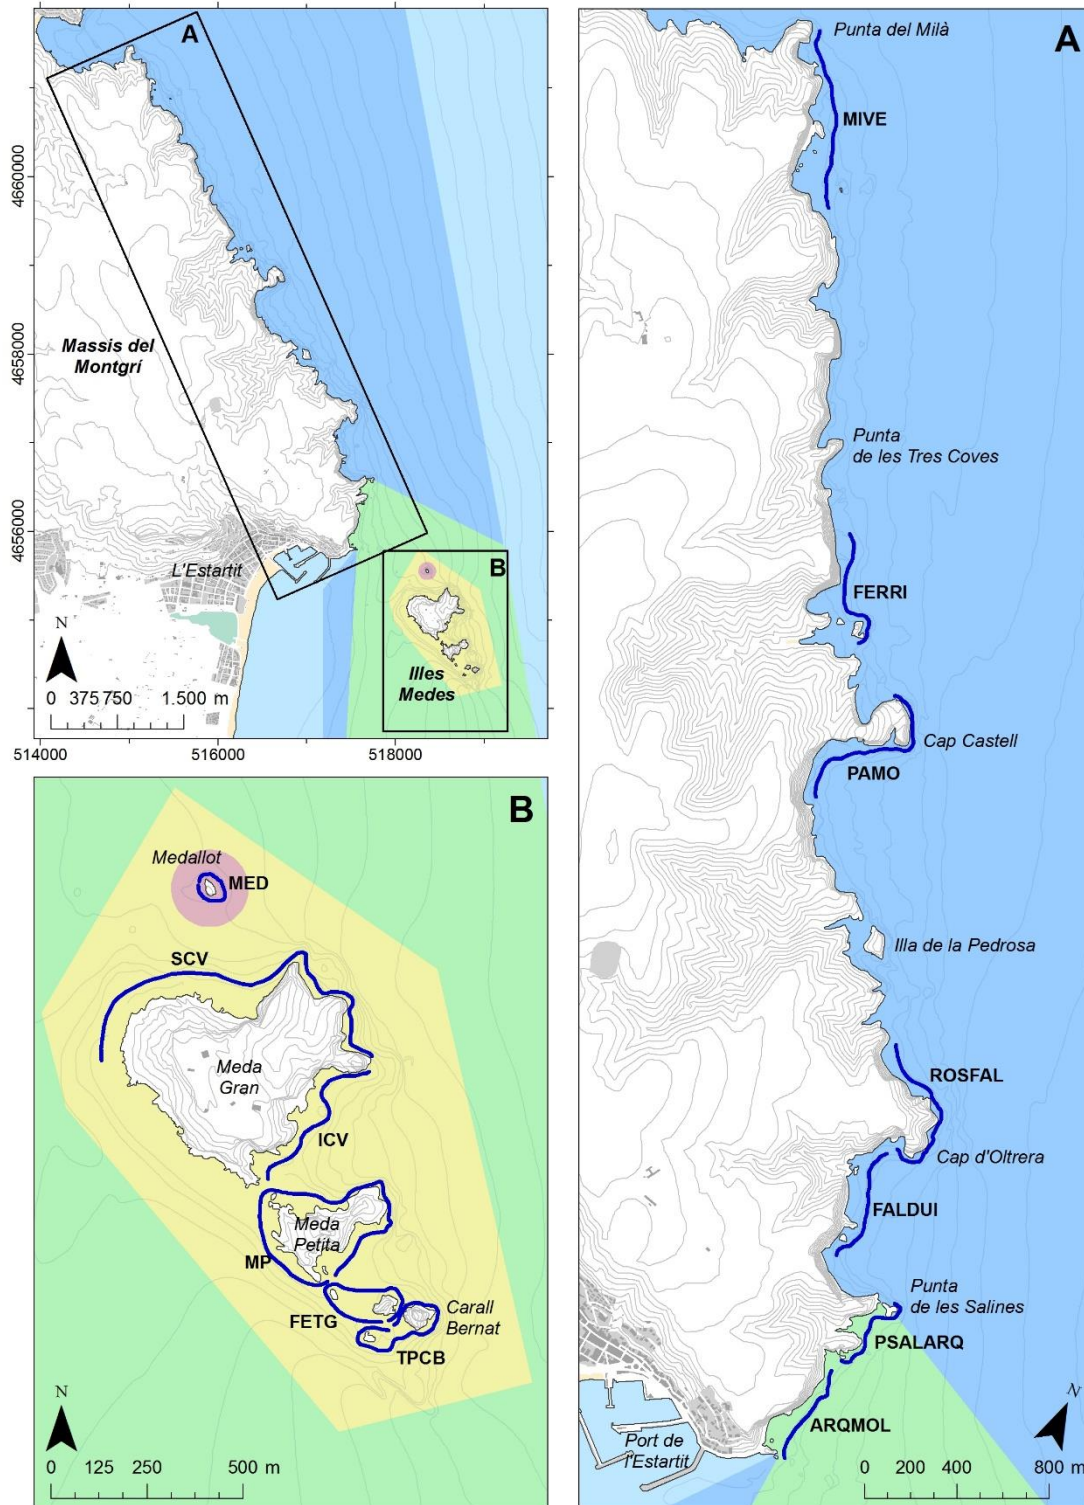 A
4660000
4658000
4656000
Massis del
Montgrí
L'Estartit
B
Illes
Medes
N
0 375 750 1.500 m
514000 516000 518000
B
Medallot
MED
SCV
Meda
Gran
ICV
Meda
Petita
MP
FETG
Carall
Bernat
TPCB
N
0 125 250 500 m
A
Punta del Milà
MIVE
Punta
de les Tres Coves
FERRI
Cap Castell
PAMO
Illa de la Pedrosa
ROSFAL
Cap d'Oltrera
FALDUI
Punta
de les Salines
PSALARQ
ARQMOL
Port de
l'Estartit
N
0 200 400 800 m